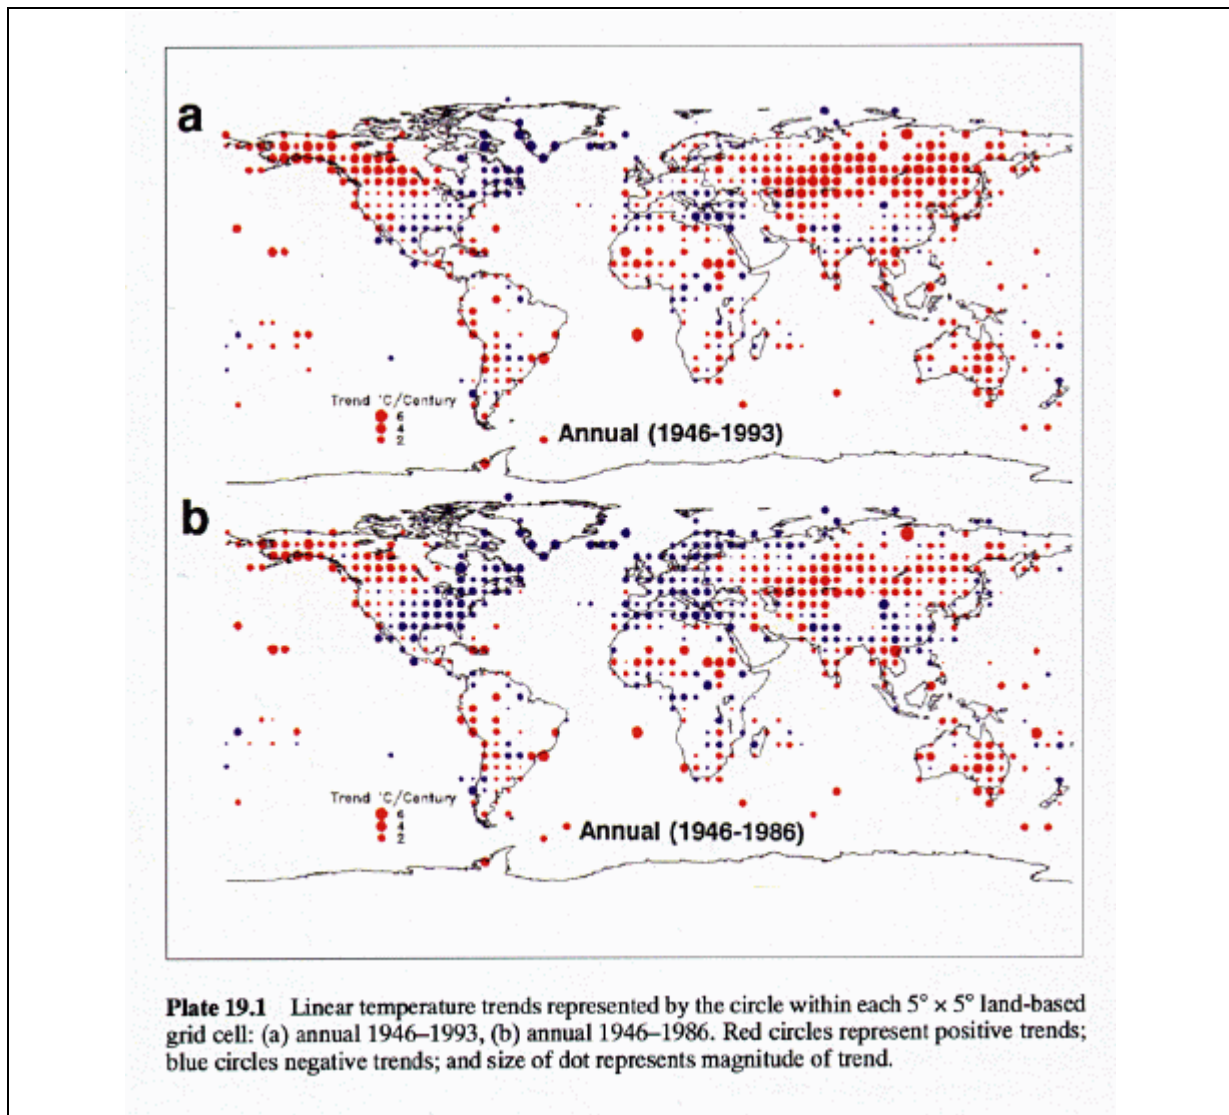 a
Trend °C/Century
6
4
2
Annual (1946-1993)
b
Trend °C/Century
6
4
2
Annual (1946-1986)
Plate 19.1 Linear temperature trends represented by the circle within each 5° × 5° land-based
grid cell: (a) annual 1946–1993, (b) annual 1946–1986. Red circles represent positive trends;
blue circles negative trends; and size of dot represents magnitude of trend.